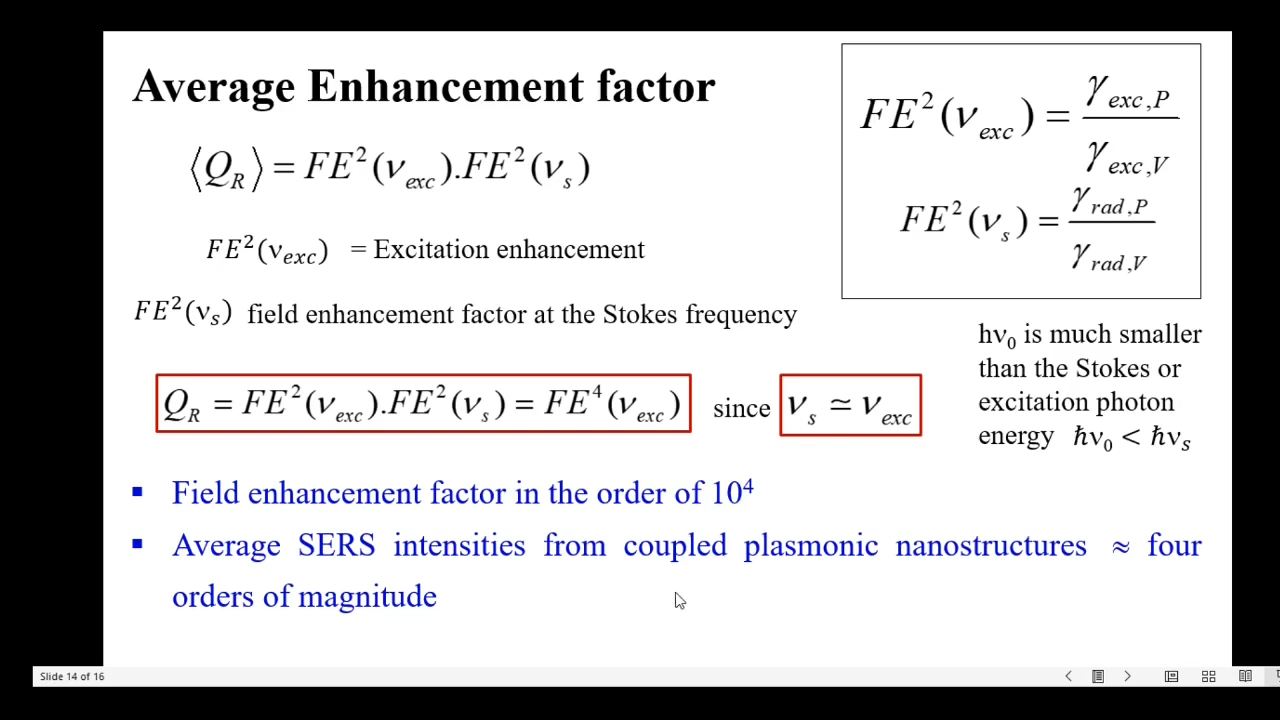 Average Enhancement factor
⟨Q_R⟩ = FE²(ν_exc).FE²(ν_s)
FE²(ν_exc) = Excitation enhancement
FE²(ν_s) field enhancement factor at the Stokes frequency
FE²(ν_exc) = γ_exc,P / γ_exc,V
FE²(ν_s) = γ_rad,P / γ_rad,V
Q_R = FE²(ν_exc).FE²(ν_s) = FE⁴(ν_exc) since ν_s ≃ ν_exc
hν₀ is much smaller
than the Stokes or
excitation photon
energy ℏν₀ < ℏν_s
▪ Field enhancement factor in the order of 10⁴
▪ Average SERS intensities from coupled plasmonic nanostructures ≈ four
orders of magnitude
Slide 14 of 16